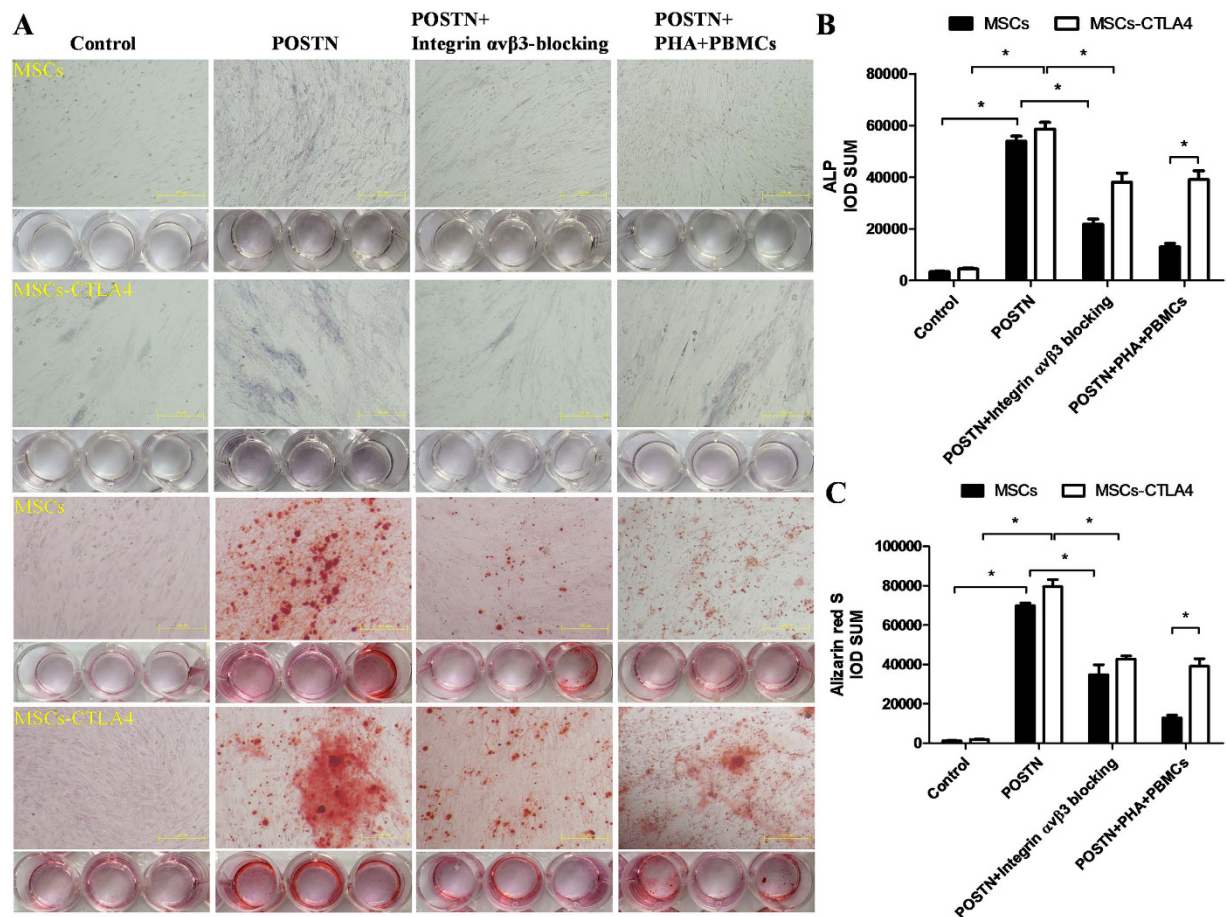 A
Control
POSTN
POSTN+
Integrin αvβ3-blocking
POSTN+
PHA+PBMCs
MSCs
MSCs-CTLA4
MSCs
MSCs-CTLA4
B
MSCs
MSCs-CTLA4
ALP
IOD SUM
80000
60000
40000
20000
0
*
*
*
*
*
Control
POSTN
POSTN+Integrin αvβ3 blocking
POSTN+PHA+PBMCs
C
MSCs
MSCs-CTLA4
Alizarin red S
IOD SUM
100000
80000
60000
40000
20000
0
*
*
*
*
*
Control
POSTN
POSTN+Integrin αvβ3 blocking
POSTN+PHA+PBMCs